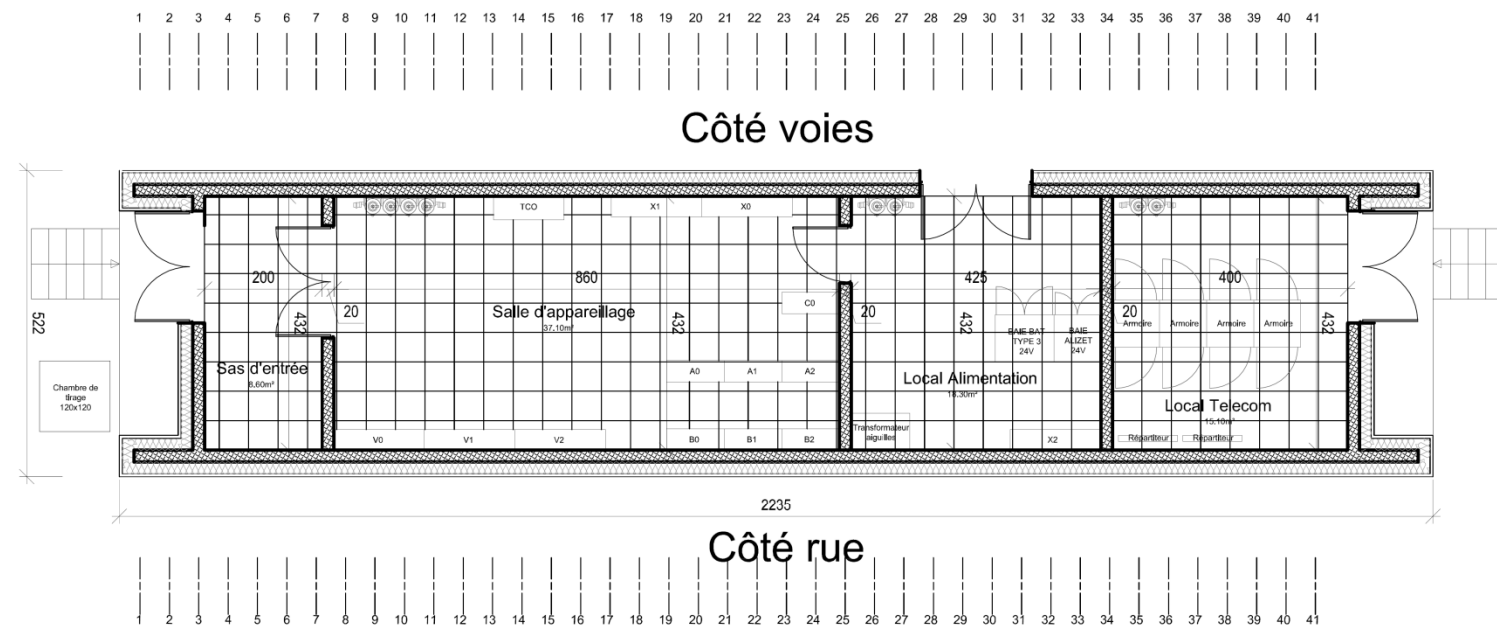 1 2 3 4 5 6 7 8 9 10 11 12 13 14 15 16 17 18 19 20 21 22 23 24 25 26 27 28 29 30 31 32 33 34 35 36 37 38 39 40 41
Côté voies
TCO X1 X0
200 860 425 400
522
20 20 20
432 432 432 432
C0
Salle d'appareillage
37.10m²
BAIE BAT
TYPE 3
24V
BAIE
ALIZET
24V
Armoire Armoire Armoire Armoire
Sas d'entrée
8.60m²
A0 A1 A2
Local Alimentation
18.30m²
Chambre de
tirage
120x120
Local Telecom
15.10m²
Transformateur
aiguilles
V0 V1 V2 B0 B1 B2 X2 Répartiteur Répartiteur
2235
Côté rue
1 2 3 4 5 6 7 8 9 10 11 12 13 14 15 16 17 18 19 20 21 22 23 24 25 26 27 28 29 30 31 32 33 34 35 36 37 38 39 40 41